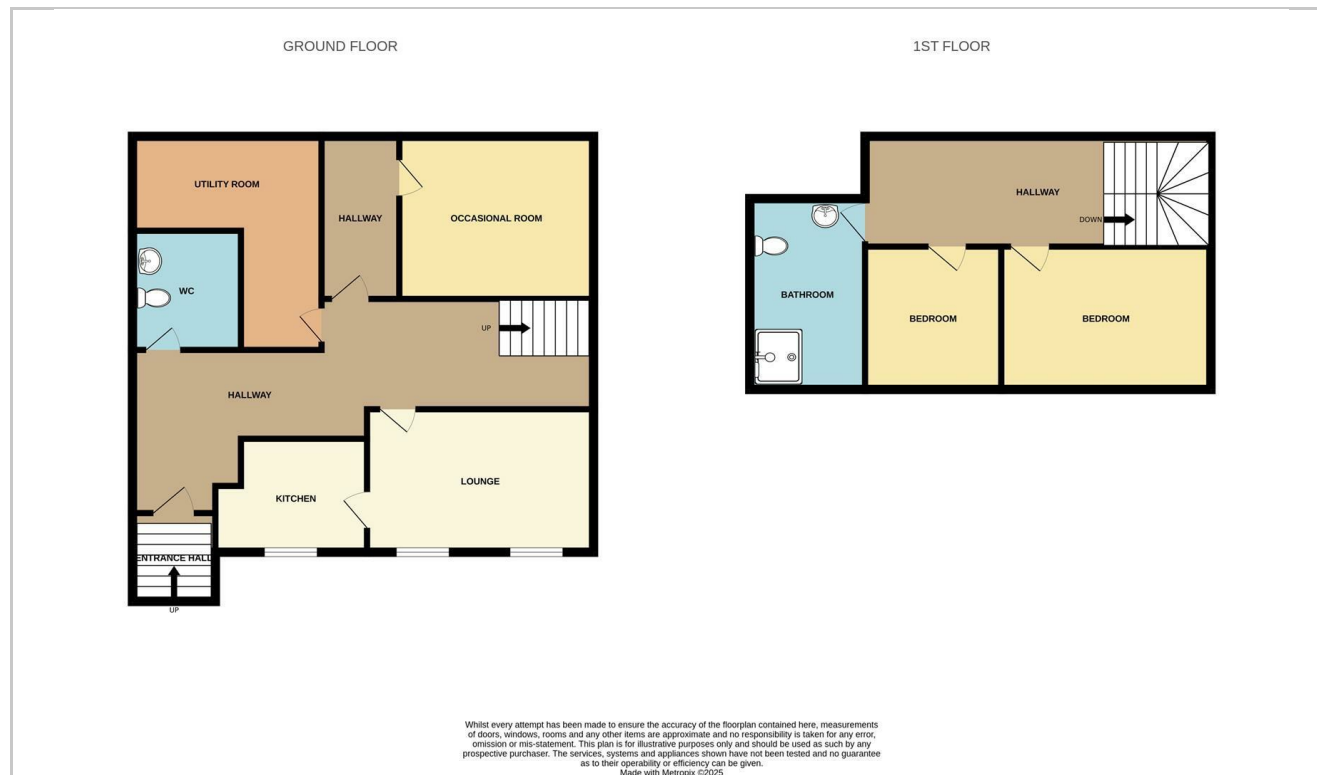 GROUND FLOOR
1ST FLOOR
UTILITY ROOM
HALLWAY
OCCASIONAL ROOM
WC
UP
HALLWAY
LOUNGE
KITCHEN
ENTRANCE HALL
UP
HALLWAY
DOWN
BATHROOM
BEDROOM
BEDROOM
Whilst every attempt has been made to ensure the accuracy of the floorplan contained here, measurements
of doors, windows, rooms and any other items are approximate and no responsibility is taken for any error,
omission or mis-statement. This plan is for illustrative purposes only and should be used as such by any
prospective purchaser. The services, systems and appliances shown have not been tested and no guarantee
as to their operability or efficiency can be given.
Made with Metropix ©2025